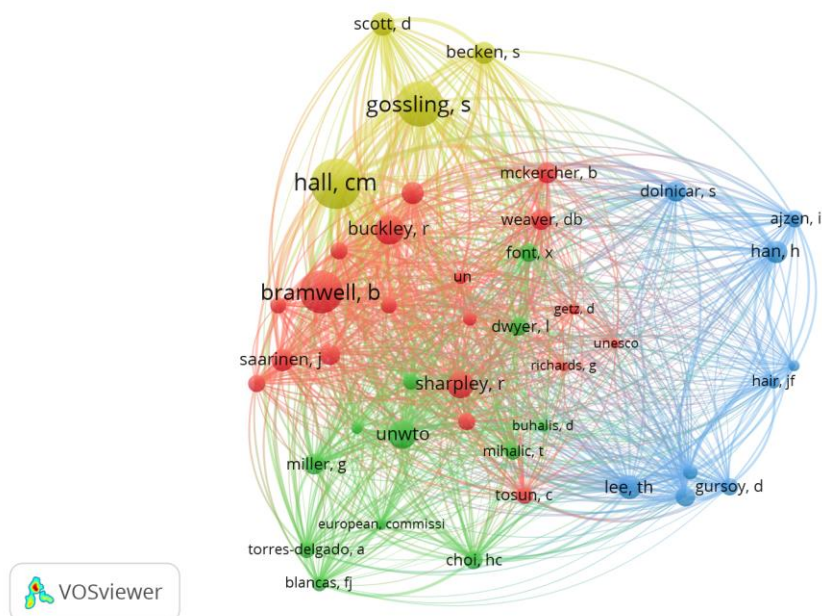 scott, d
becken, s
gossling, s
hall, cm
mckercher, b
dolnicar, s
ajzen, i
buckley, r
weaver, db
han, h
font, x
un
bramwell, b
getz, d
dwyer, l
unesco
saarinen, j
richards, g
hair, jf
sharpley, r
buhalis, d
unwto
mihalic, t
miller, g
lee, th
gursoy, d
tosun, c
european, commissi
torres-delgado, a
choi, hc
blancas, fj
VOSviewer